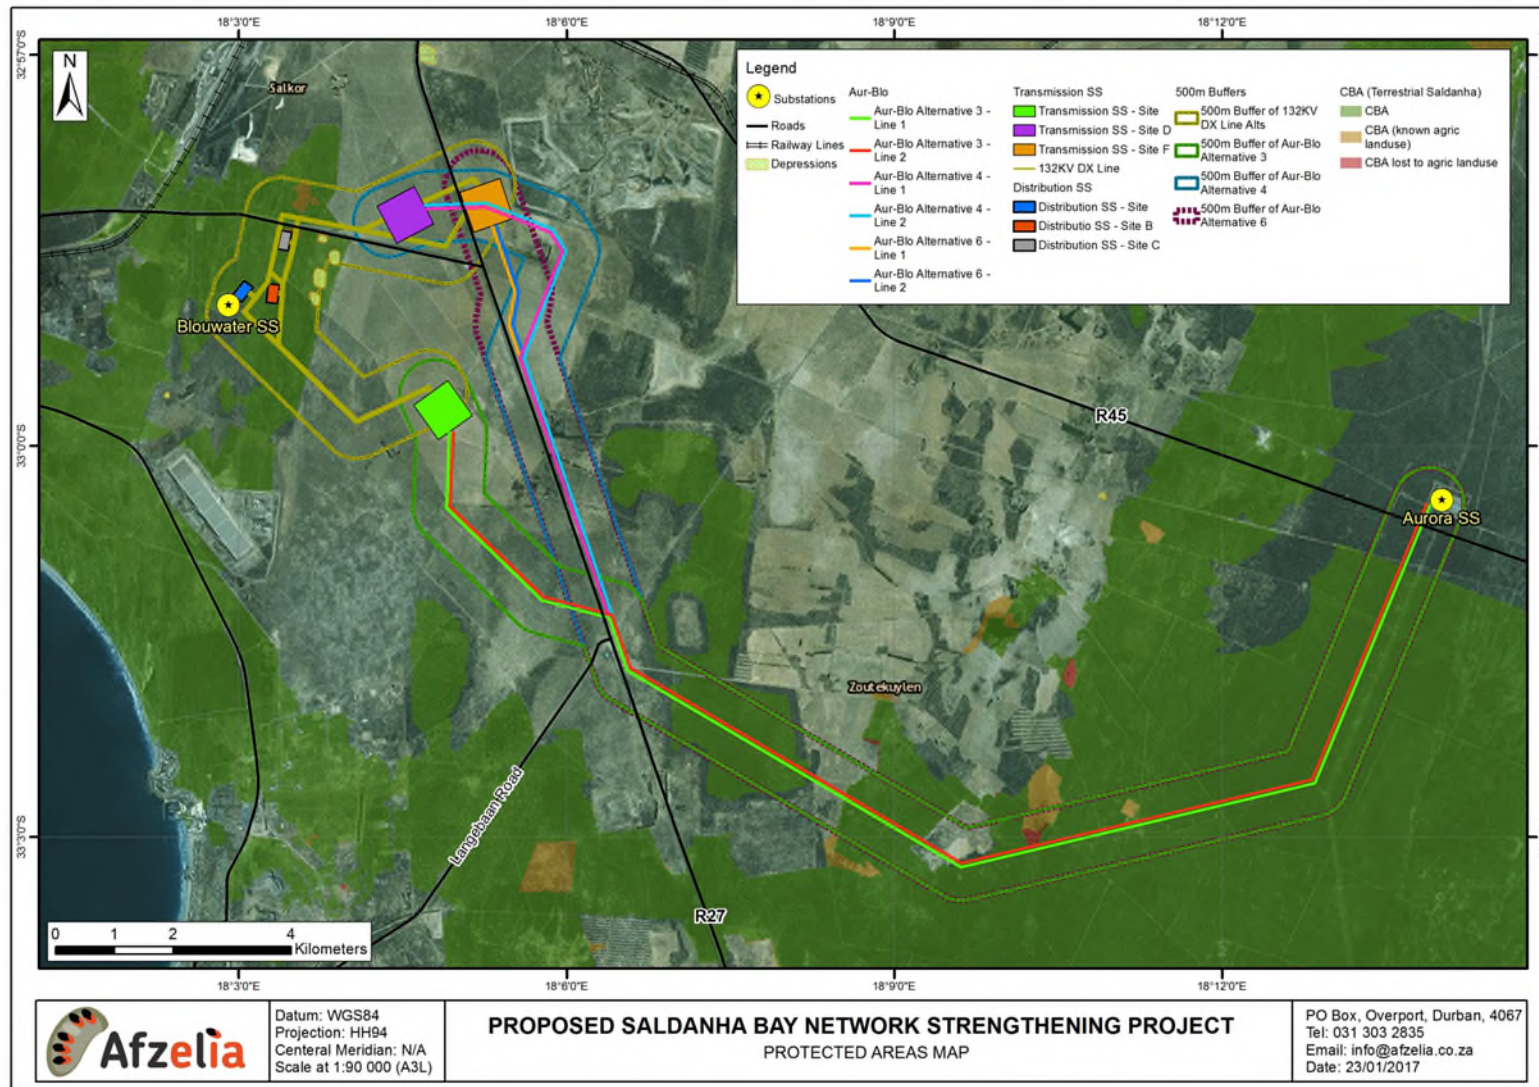 18°3'0"E
18°6'0"E
18°9'0"E
18°12'0"E
32°57'0"S
N
Salkor
Legend
Substations
Roads
Railway Lines
Depressions
Aur-Blo
Aur-Blo Alternative 3 -
Line 1
Aur-Blo Alternative 3 -
Line 2
Aur-Blo Alternative 4 -
Line 1
Aur-Blo Alternative 4 -
Line 2
Aur-Blo Alternative 6 -
Line 1
Aur-Blo Alternative 6 -
Line 2
Transmission SS
Transmission SS - Site
Transmission SS - Site D
Transmission SS - Site F
132KV DX Line
Distribution SS
Distribution SS - Site
Distributio SS - Site B
Distribution SS - Site C
500m Buffers
500m Buffer of 132KV
DX Line Alts
500m Buffer of Aur-Blo
Alternative 3
500m Buffer of Aur-Blo
Alternative 4
500m Buffer of Aur-Blo
Alternative 6
CBA (Terrestrial Saldanha)
CBA
CBA (known agric
landuse)
CBA lost to agric landuse
Blouwater SS
R45
33°0'0"S
Aurora SS
Zoutekuylen
Langebaan Road
33°3'0"S
R27
0 1 2 4
Kilometers
18°3'0"E
18°6'0"E
18°9'0"E
18°12'0"E
Afzelia
Datum: WGS84
Projection: HH94
Centeral Meridian: N/A
Scale at 1:90 000 (A3L)
PROPOSED SALDANHA BAY NETWORK STRENGTHENING PROJECT
PROTECTED AREAS MAP
PO Box, Overport, Durban, 4067
Tel: 031 303 2835
Email: info@afzelia.co.za
Date: 23/01/2017